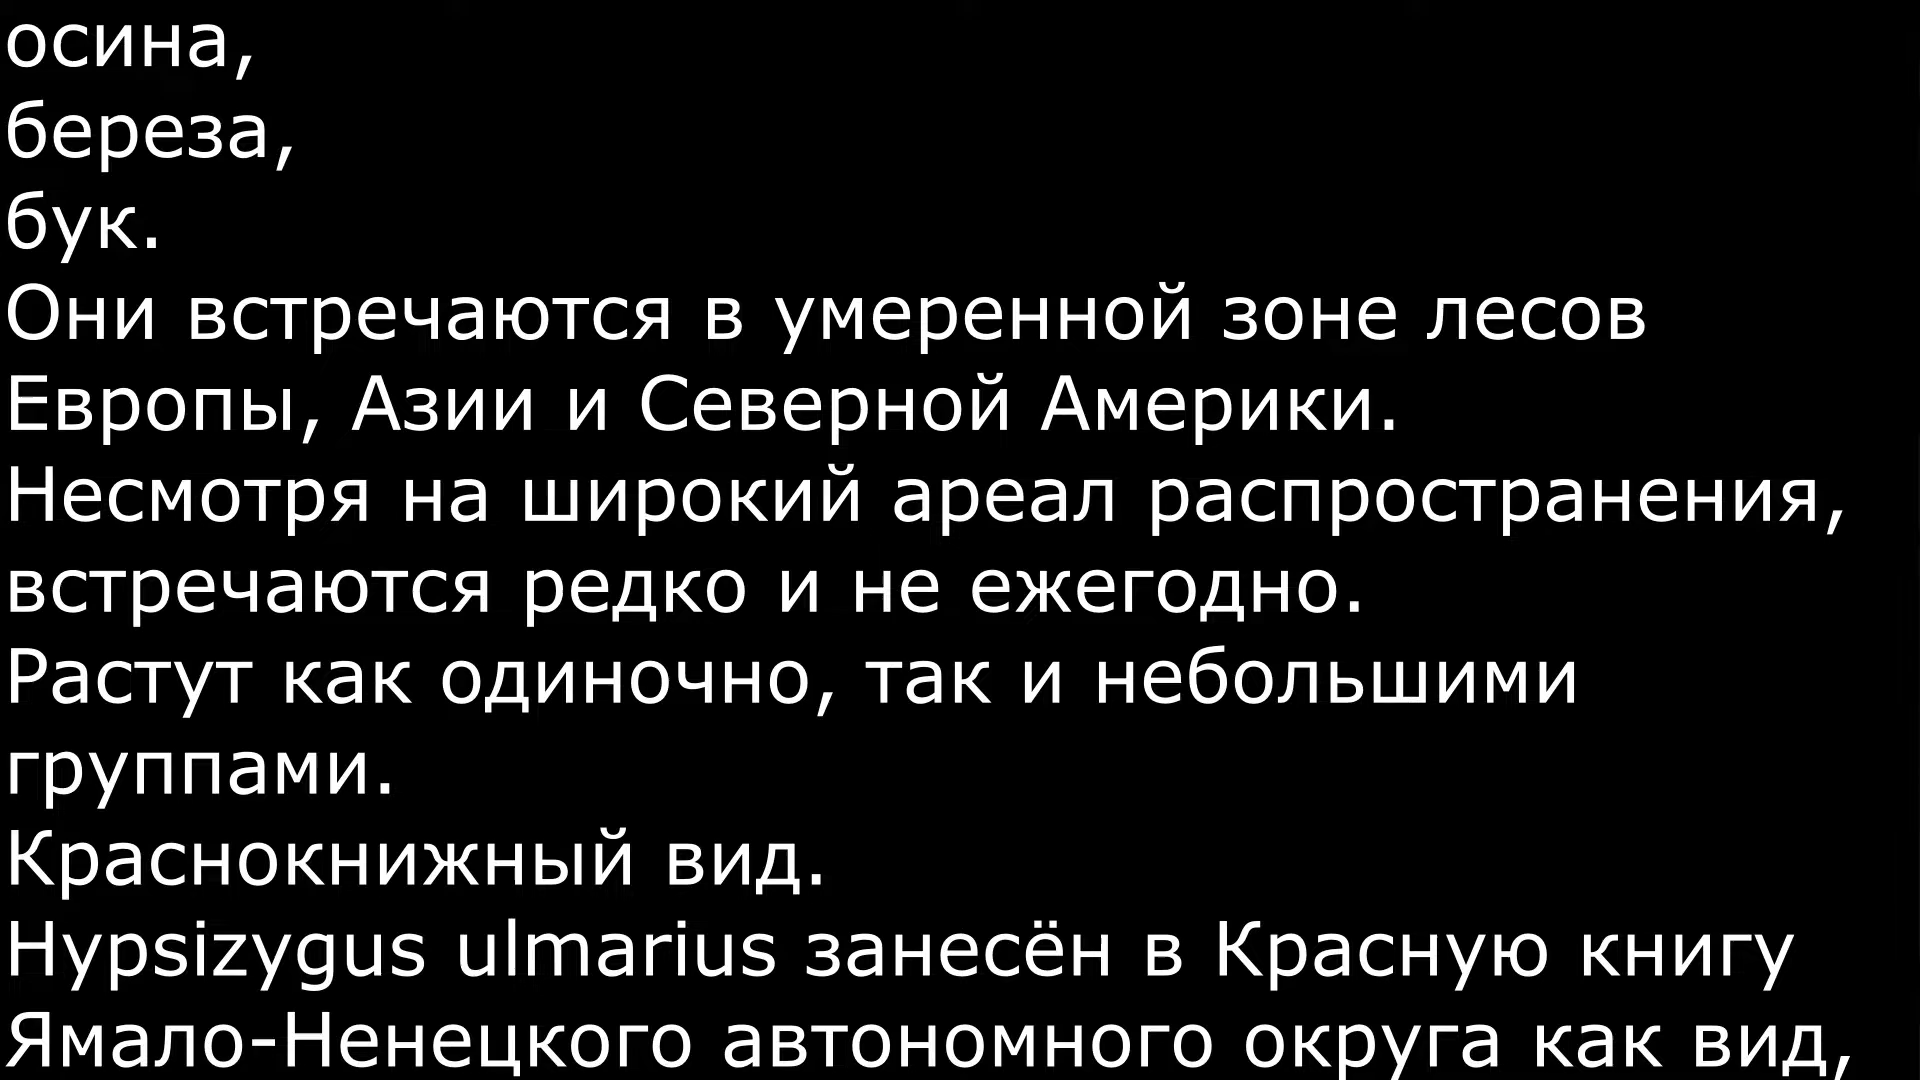 осина,
береза,
бук.
Они встречаются в умеренной зоне лесов
Европы, Азии и Северной Америки.
Несмотря на широкий ареал распространения,
встречаются редко и не ежегодно.
Растут как одиночно, так и небольшими
группами.
Краснокнижный вид.
Hypsizygus ulmarius занесён в Красную книгу
Ямало-Ненецкого автономного округа как вид,